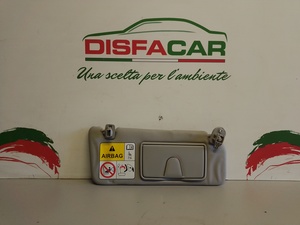 DISFACAR
Una scelta per l'ambiente
AIRBAG